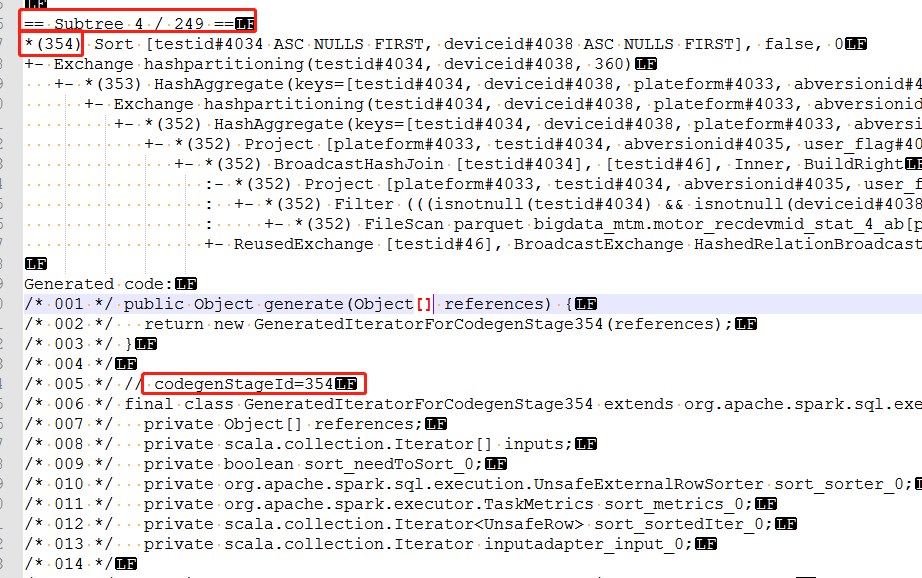 LF
== Subtree 4 / 249 ==LF
*(354) Sort [testid#4034 ASC NULLS FIRST, deviceid#4038 ASC NULLS FIRST], false, 0LF
+- Exchange hashpartitioning(testid#4034, deviceid#4038, 360)LF
+- *(353) HashAggregate(keys=[testid#4034, deviceid#4038, plateform#4033, abversionid#4
+- Exchange hashpartitioning(testid#4034, deviceid#4038, plateform#4033, abversionid
+- *(352) HashAggregate(keys=[testid#4034, deviceid#4038, plateform#4033, abversi
+- *(352) Project [plateform#4033, testid#4034, abversionid#4035, user_flag#40
+- *(352) BroadcastHashJoin [testid#4034], [testid#46], Inner, BuildRightLF
:- *(352) Project [plateform#4033, testid#4034, abversionid#4035, user_f
: +- *(352) Filter (((isnotnull(testid#4034) && isnotnull(deviceid#4038
: +- *(352) FileScan parquet bigdata_mtm.motor_recdevmid_stat_4_ab[p
+- ReusedExchange [testid#46], BroadcastExchange HashedRelationBroadcast
LF
Generated code:LF
/* 001 */ public Object generate(Object[] references) {LF
/* 002 */ return new GeneratedIteratorForCodegenStage354(references);LF
/* 003 */ }LF
/* 004 */LF
/* 005 */ // codegenStageId=354LF
/* 006 */ final class GeneratedIteratorForCodegenStage354 extends org.apache.spark.sql.exe
/* 007 */ private Object[] references;LF
/* 008 */ private scala.collection.Iterator[] inputs;LF
/* 009 */ private boolean sort_needToSort_0;LF
/* 010 */ private org.apache.spark.sql.execution.UnsafeExternalRowSorter sort_sorter_0;
/* 011 */ private org.apache.spark.executor.TaskMetrics sort_metrics_0;LF
/* 012 */ private scala.collection.Iterator<UnsafeRow> sort_sortedIter_0;LF
/* 013 */ private scala.collection.Iterator inputadapter_input_0;LF
/* 014 */LF